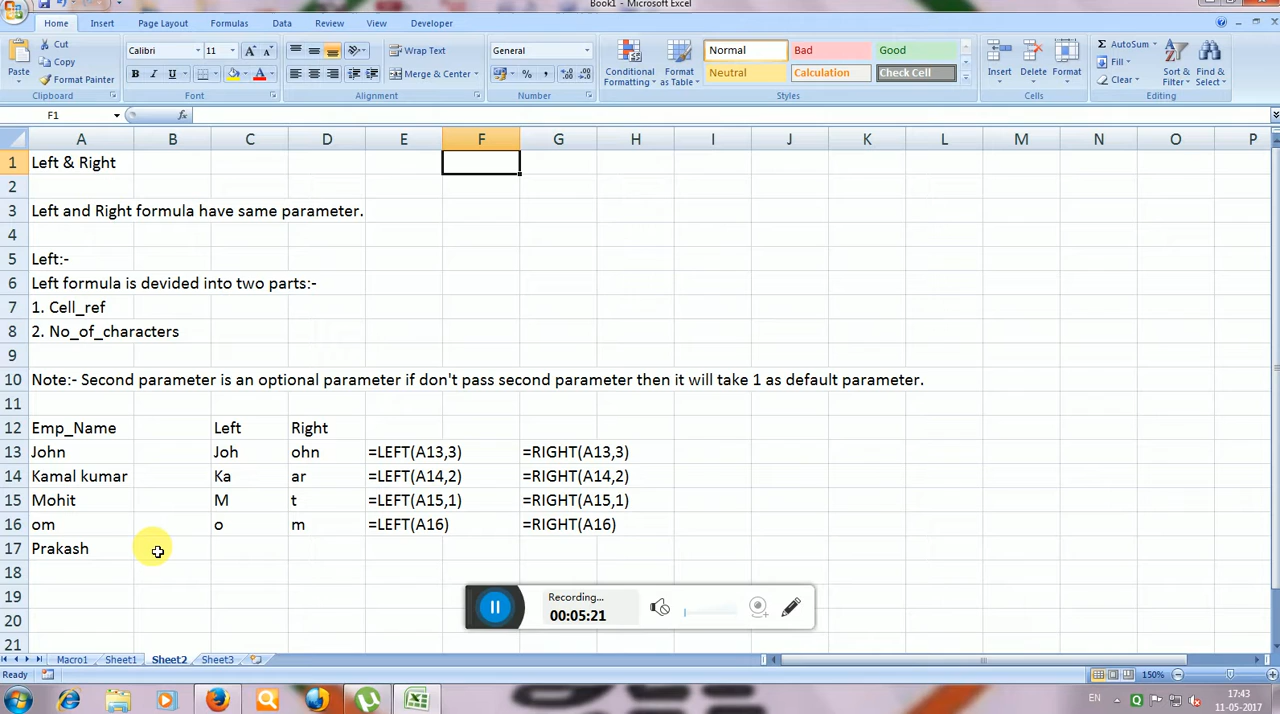 Book1 - Microsoft Excel
Home Insert Page Layout Formulas Data Review View Developer
Cut
Copy
Format Painter
Paste
Clipboard
Calibri 11
Font
Wrap Text
Merge & Center
Alignment
General
Number
Conditional Formatting
Format as Table
Normal Bad Good
Neutral Calculation Check Cell
Styles
Insert Delete Format
Cells
AutoSum
Fill
Clear
Sort & Filter
Find & Select
Editing
F1 fx
A B C D E F G H I J K L M N O P
1 Left & Right
2
3 Left and Right formula have same parameter.
4
5 Left:-
6 Left formula is devided into two parts:-
7 1. Cell_ref
8 2. No_of_characters
9
10 Note:- Second parameter is an optional parameter if don't pass second parameter then it will take 1 as default parameter.
11
12 Emp_Name Left Right
13 John Joh ohn =LEFT(A13,3) =RIGHT(A13,3)
14 Kamal kumar Ka ar =LEFT(A14,2) =RIGHT(A14,2)
15 Mohit M t =LEFT(A15,1) =RIGHT(A15,1)
16 om o m =LEFT(A16) =RIGHT(A16)
17 Prakash
18
19
20
21
Recording...
00:05:21
Macro1 Sheet1 Sheet2 Sheet3
Ready 150%
EN 17:43
11-05-2017